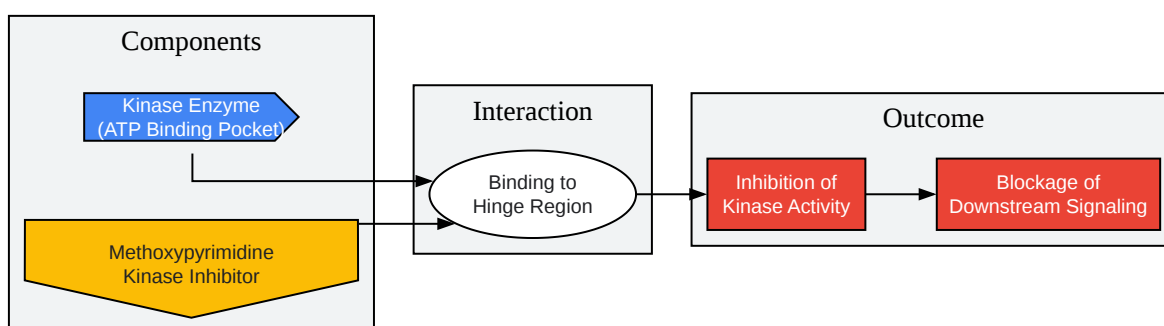 Components
Kinase Enzyme
(ATP Binding Pocket)
Methoxypyrimidine
Kinase Inhibitor
Interaction
Binding to
Hinge Region
Outcome
Inhibition of
Kinase Activity
Blockage of
Downstream Signaling